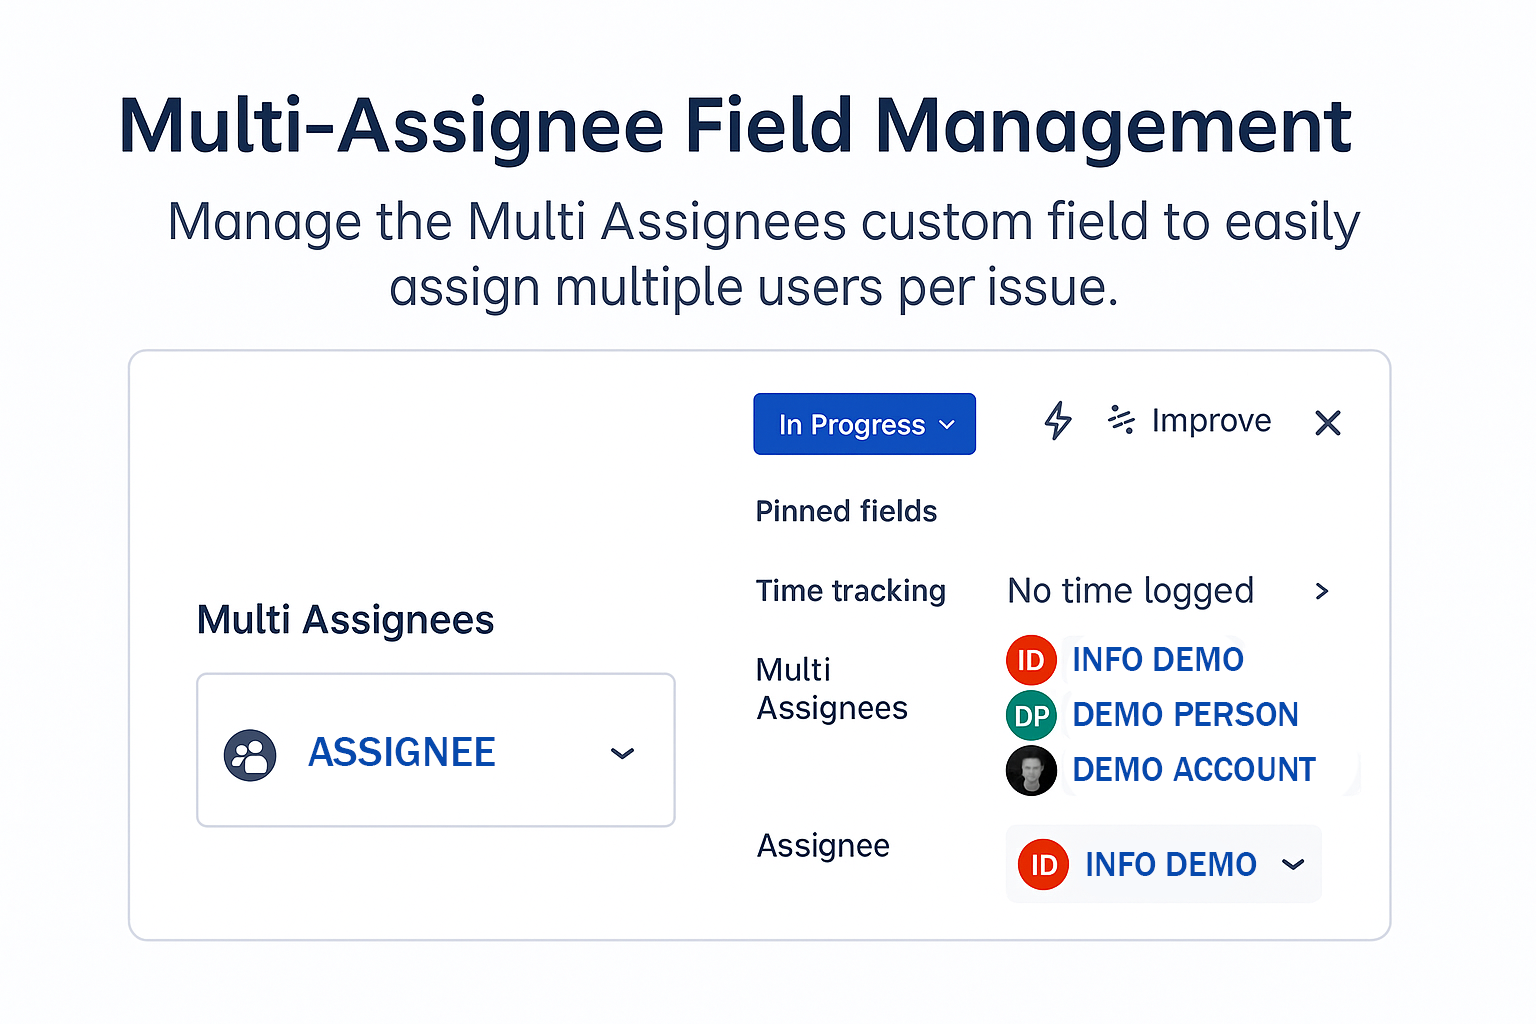 Multi-Assignee Field Management
Manage the Multi Assignees custom field to easily
assign multiple users per issue.
Multi Assignees
ASSIGNEE
In Progress
Improve
Pinned fields
Time tracking
No time logged
Multi
Assignees
ID INFO DEMO
DP DEMO PERSON
DEMO ACCOUNT
Assignee
ID INFO DEMO